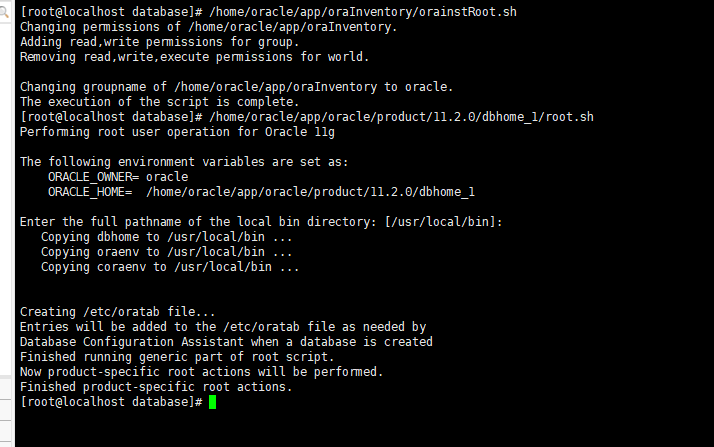 [root@localhost database]# /home/oracle/app/oraInventory/orainstRoot.sh
Changing permissions of /home/oracle/app/oraInventory.
Adding read,write permissions for group.
Removing read,write,execute permissions for world.
Changing groupname of /home/oracle/app/oraInventory to oracle.
The execution of the script is complete.
[root@localhost database]# /home/oracle/app/oracle/product/11.2.0/dbhome_1/root.sh
Performing root user operation for Oracle 11g
The following environment variables are set as:
ORACLE_OWNER= oracle
ORACLE_HOME=  /home/oracle/app/oracle/product/11.2.0/dbhome_1
Enter the full pathname of the local bin directory: [/usr/local/bin]:
Copying dbhome to /usr/local/bin ...
Copying oraenv to /usr/local/bin ...
Copying coraenv to /usr/local/bin ...
Creating /etc/oratab file...
Entries will be added to the /etc/oratab file as needed by
Database Configuration Assistant when a database is created
Finished running generic part of root script.
Now product-specific root actions will be performed.
Finished product-specific root actions.
[root@localhost database]#